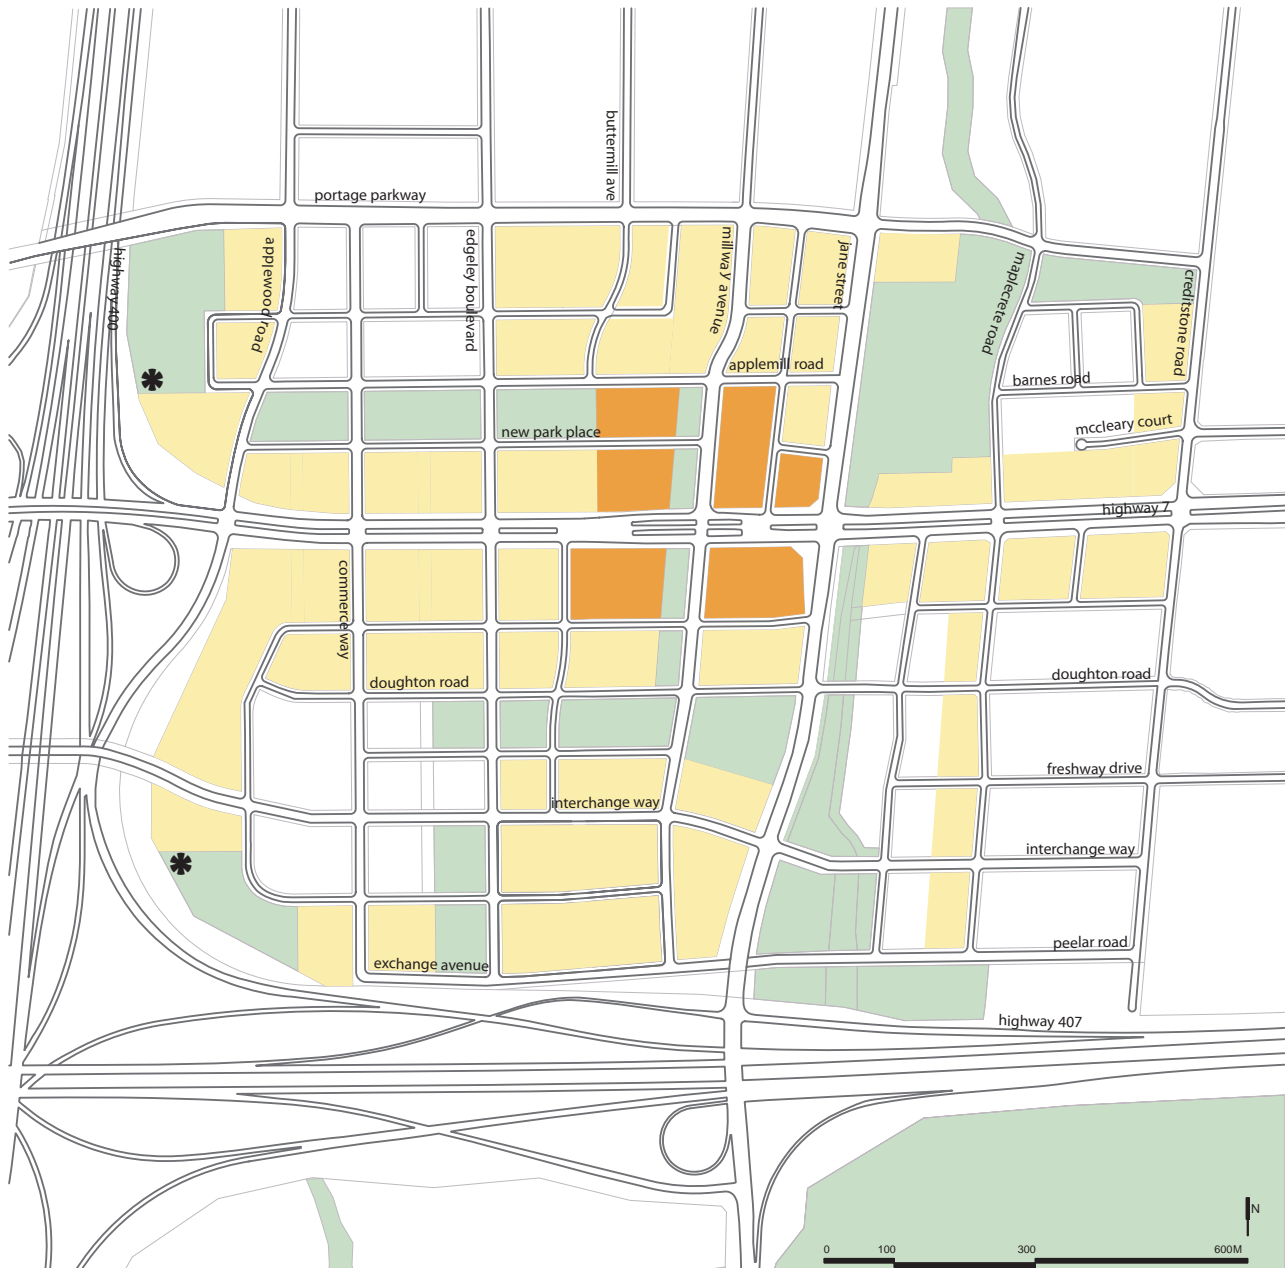 buttermill ave
portage parkway
highway 400
applewood road
edgeley boulevard
millway avenue
jane street
maplecrete road
creditstone road
applemill road
barnes road
new park place
mccleary court
highway 7
commerce way
doughton road
doughton road
freshway drive
interchange way
interchange way
peelar road
exchange avenue
highway 407
N
0 100 300 600M